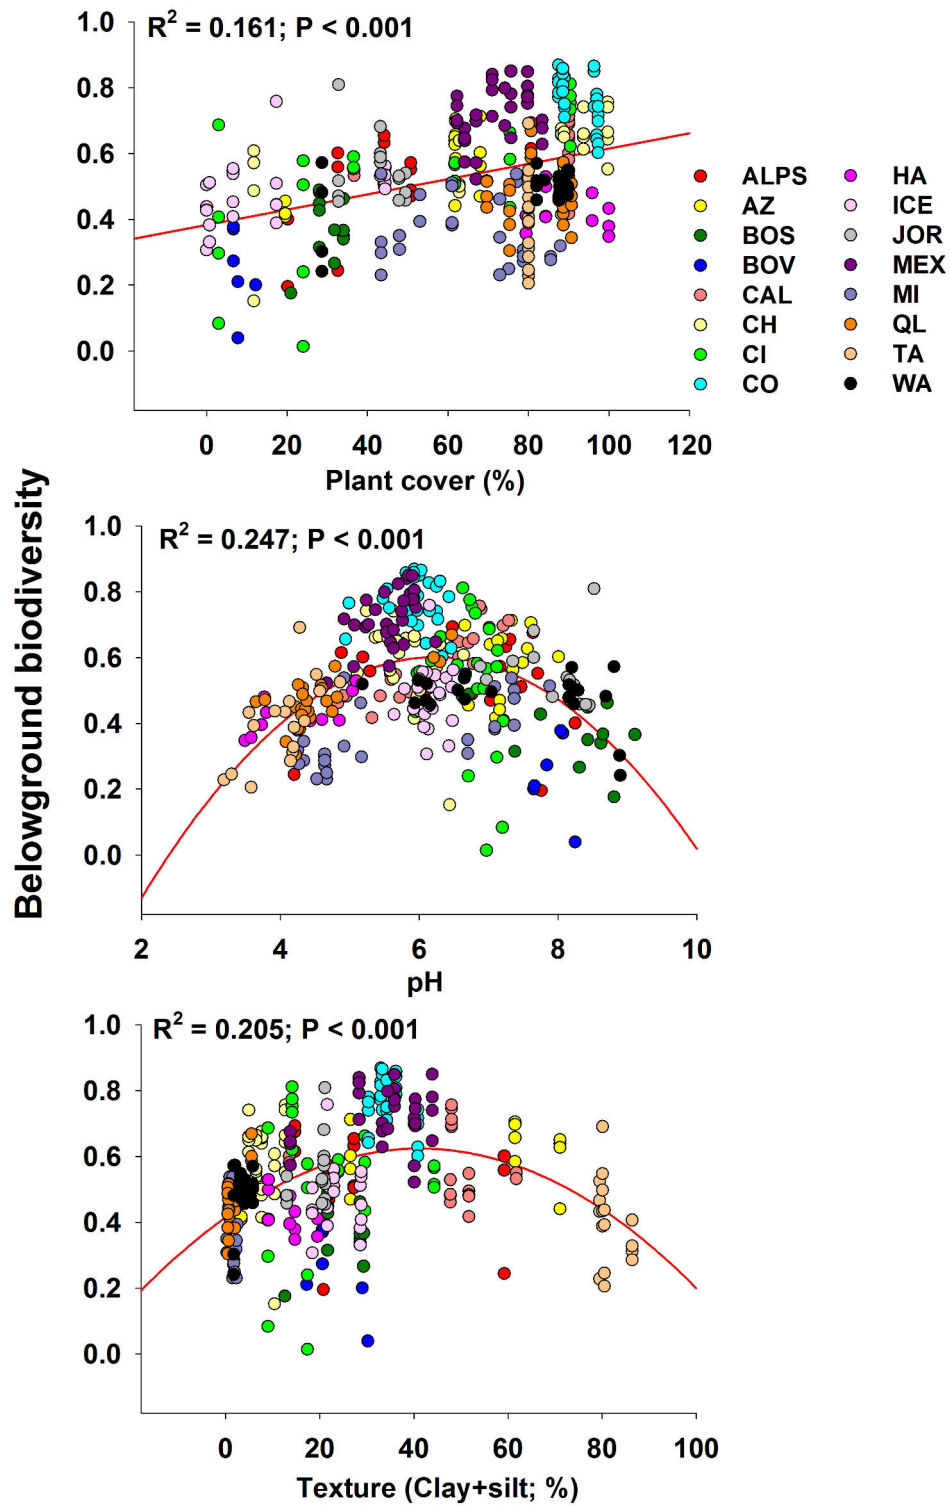 Belowground biodiversity
R² = 0.161; P < 0.001
1.0
0.8
0.6
0.4
0.2
0.0
0 20 40 60 80 100 120
Plant cover (%)
ALPS HA
AZ ICE
BOS JOR
BOV MEX
CAL MI
CH QL
CI TA
CO WA
R² = 0.247; P < 0.001
1.0
0.8
0.6
0.4
0.2
0.0
2 4 6 8 10
pH
R² = 0.205; P < 0.001
1.0
0.8
0.6
0.4
0.2
0.0
0 20 40 60 80 100
Texture (Clay+silt; %)